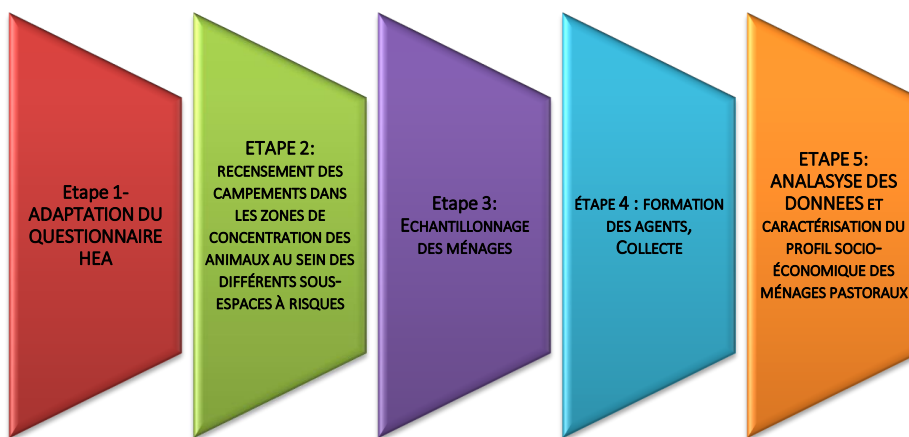 Etape 1-
ADAPTATION DU
QUESTIONNAIRE
HEA
ETAPE 2:
RECENSEMENT DES
CAMPEMENTS DANS
LES ZONES DE
CONCENTRATION DES
ANIMAUX AU SEIN DES
DIFFÉRENTS SOUS-
ESPACES À RISQUES
Etape 3:
ECHANTILLONNAGE
DES MÉNAGES
ÉTAPE 4 : FORMATION
DES AGENTS,
COLLECTE
ETAPE 5:
ANALASYSE DES
DONNEES ET
CARACTÉRISATION DU
PROFIL SOCIO-
ÉCONOMIQUE DES
MÉNAGES PASTORAUX